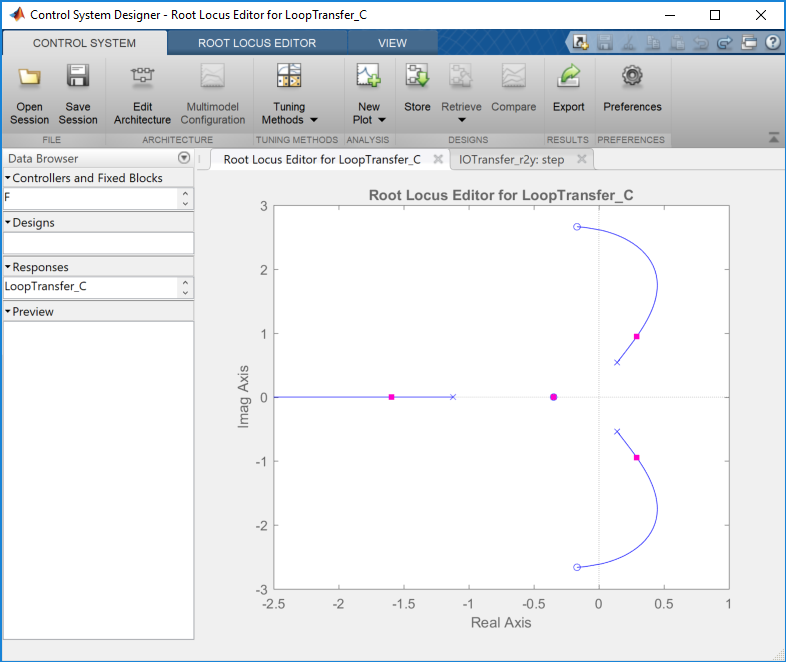 Control System Designer - Root Locus Editor for LoopTransfer_C
CONTROL SYSTEM ROOT LOCUS EDITOR VIEW
Open Session
Save Session
Edit Architecture
Multimodel Configuration
Tuning Methods
New Plot
Store
Retrieve
Compare
Export
Preferences
FILE ARCHITECTURE TUNING METHODS ANALYSIS DESIGNS RESULTS PREFERENCES
Data Browser
Controllers and Fixed Blocks
F
Designs
Responses
LoopTransfer_C
Preview
Root Locus Editor for LoopTransfer_C IOTransfer_r2y: step
Root Locus Editor for LoopTransfer_C
3
2
1
0
-1
-2
-3
Imag Axis
-2.5 -2 -1.5 -1 -0.5 0 0.5 1
Real Axis